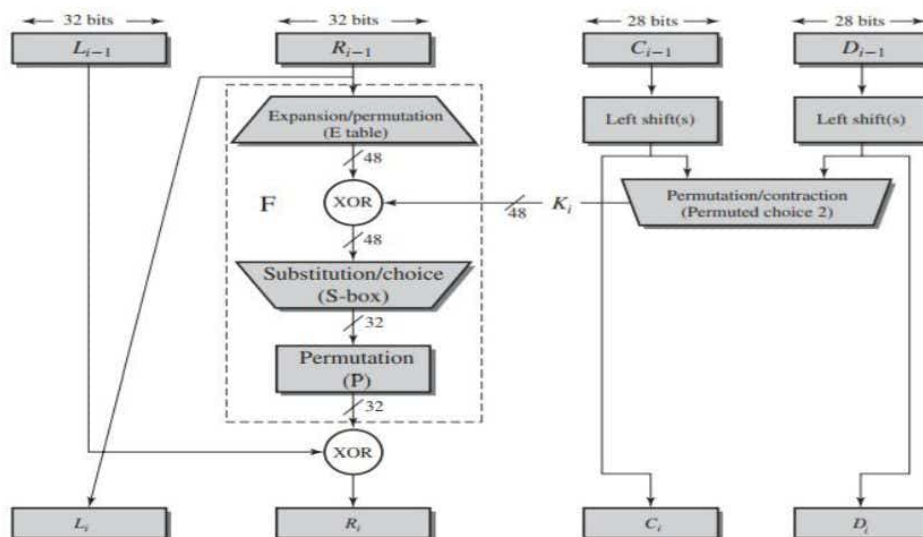 32 bits
32 bits
28 bits
28 bits
L_{i-1}
R_{i-1}
C_{i-1}
D_{i-1}
Expansion/permutation
(E table)
Left shift(s)
Left shift(s)
48
F
XOR
48
K_i
Permutation/contraction
(Permuted choice 2)
48
Substitution/choice
(S-box)
32
Permutation
(P)
32
XOR
L_i
R_i
C_i
D_i